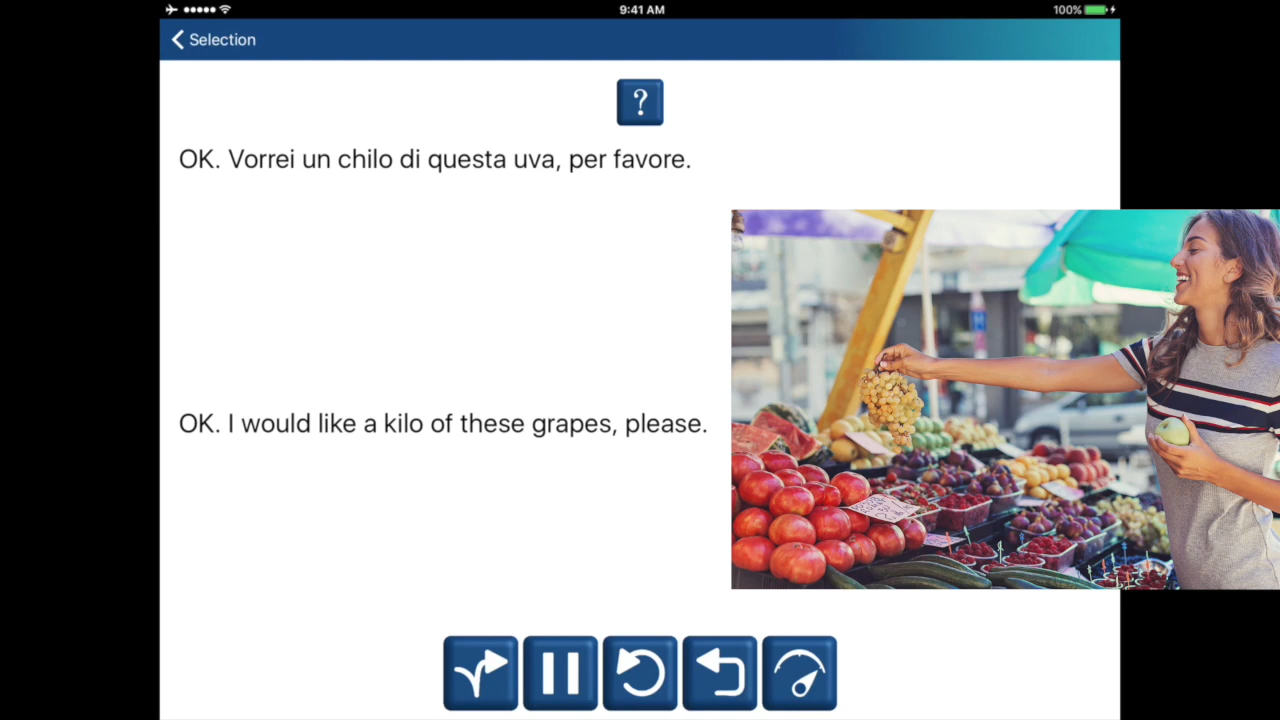 9:41 AM
100%
Selection
?
OK. Vorrei un chilo di questa uva, per favore.
OK. I would like a kilo of these grapes, please.